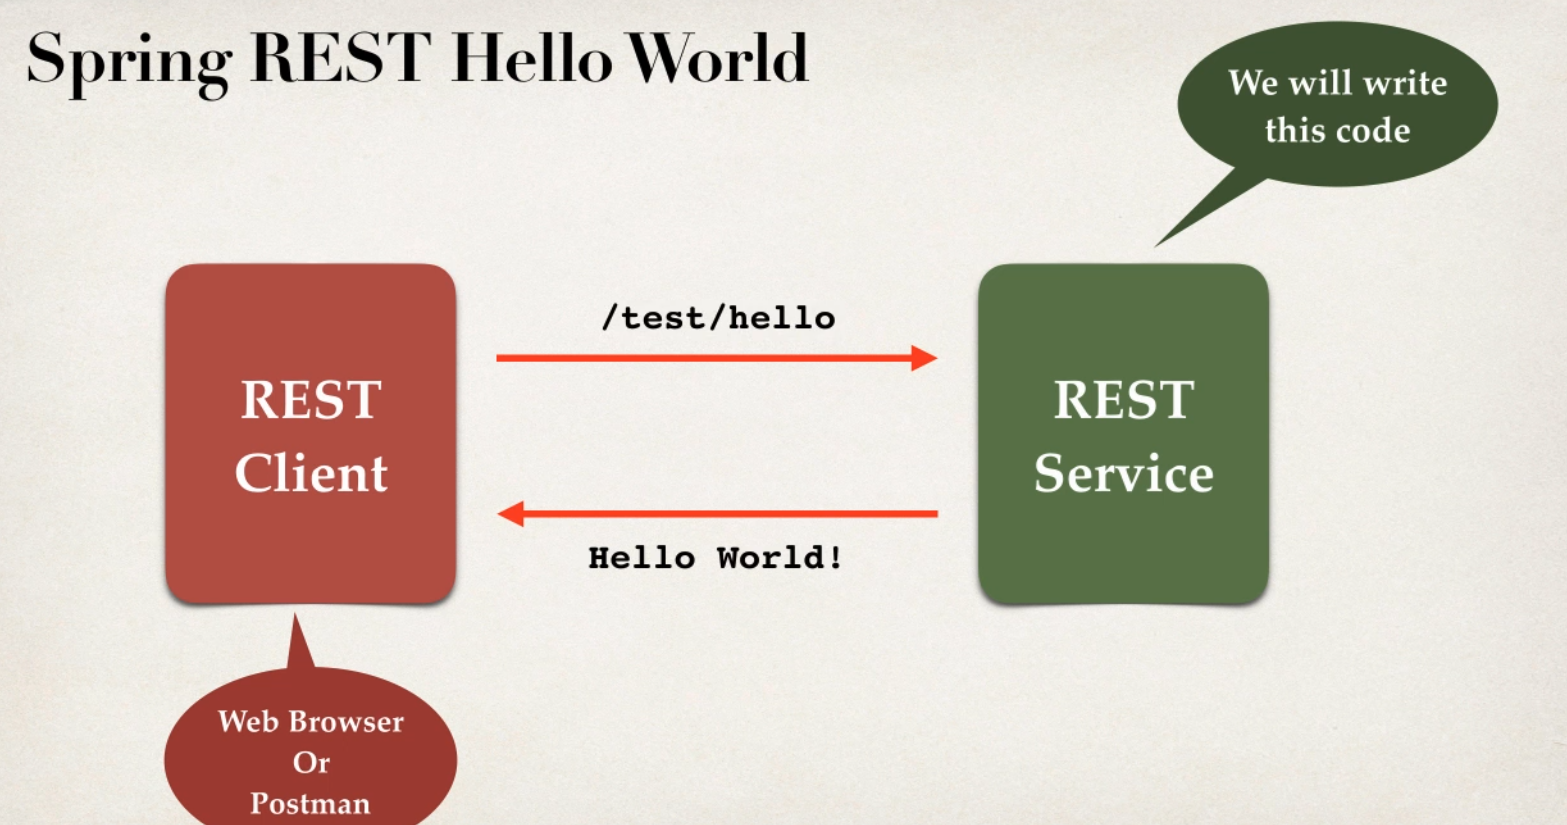 Spring REST Hello World
We will write
this code
/test/hello
REST
Client
REST
Service
Hello World!
Web Browser
Or
Postman